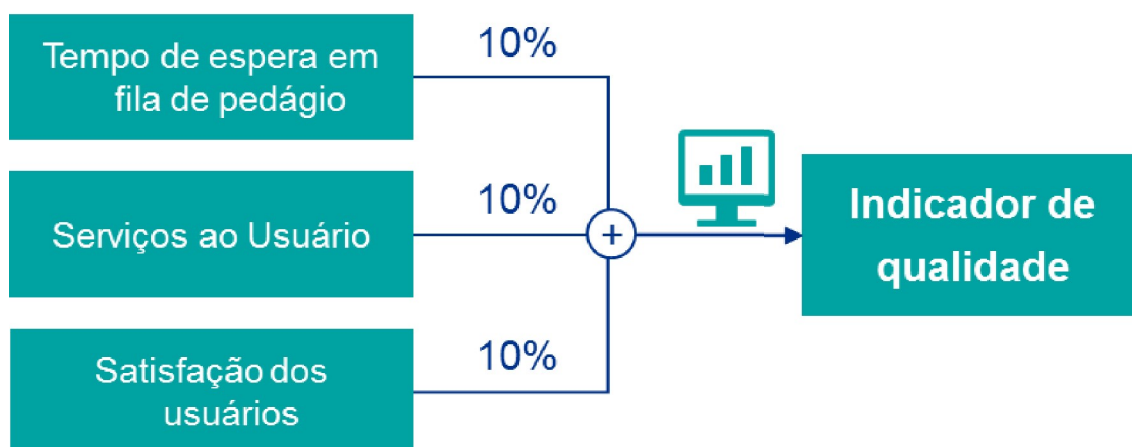 Tempo de espera em
fila de pedágio
10%
Serviços ao Usuário
10%
Satisfação dos
usuários
10%
+
Indicador de
qualidade